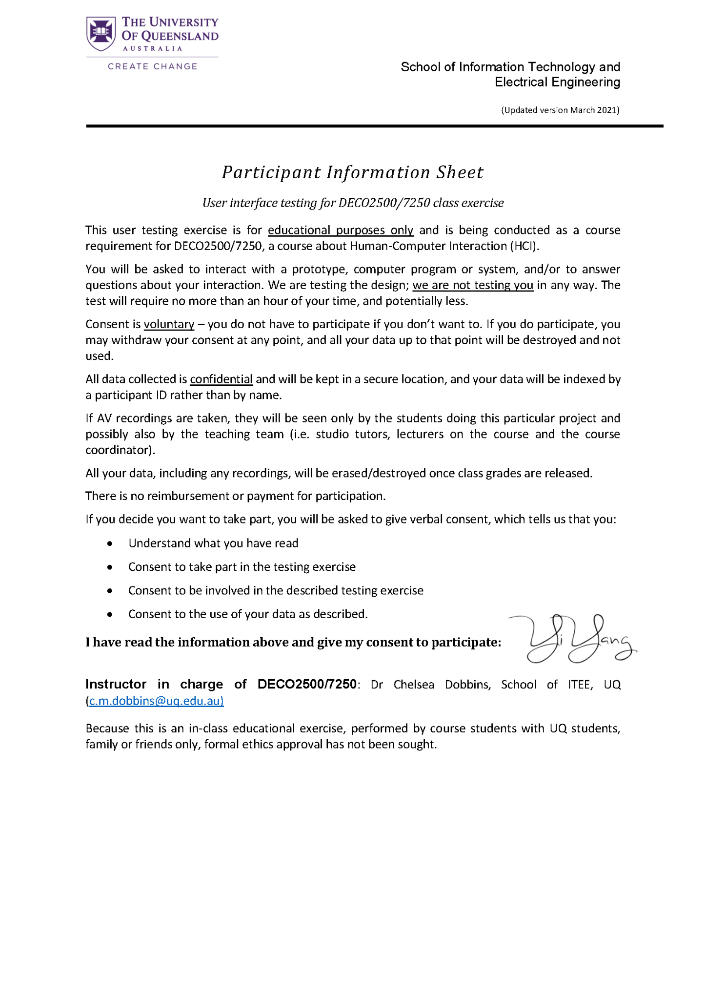 THE UNIVERSITY
OF QUEENSLAND
AUSTRALIA
CREATE CHANGE
School of Information Technology and
Electrical Engineering
(Updated version March 2021)
Participant Information Sheet
User interface testing for DECO2500/7250 class exercise
This user testing exercise is for educational purposes only and is being conducted as a course
requirement for DECO2500/7250, a course about Human-Computer Interaction (HCI).
You will be asked to interact with a prototype, computer program or system, and/or to answer
questions about your interaction. We are testing the design; we are not testing you in any way. The
test will require no more than an hour of your time, and potentially less.
Consent is voluntary – you do not have to participate if you don’t want to. If you do participate, you
may withdraw your consent at any point, and all your data up to that point will be destroyed and not
used.
All data collected is confidential and will be kept in a secure location, and your data will be indexed by
a participant ID rather than by name.
If AV recordings are taken, they will be seen only by the students doing this particular project and
possibly also by the teaching team (i.e. studio tutors, lecturers on the course and the course
coordinator).
All your data, including any recordings, will be erased/destroyed once class grades are released.
There is no reimbursement or payment for participation.
If you decide you want to take part, you will be asked to give verbal consent, which tells us that you:
• Understand what you have read
• Consent to take part in the testing exercise
• Consent to be involved in the described testing exercise
• Consent to the use of your data as described.
I have read the information above and give my consent to participate: Yi Yang
Instructor in charge of DECO2500/7250: Dr Chelsea Dobbins, School of ITEE, UQ
(c.m.dobbins@uq.edu.au)
Because this is an in-class educational exercise, performed by course students with UQ students,
family or friends only, formal ethics approval has not been sought.